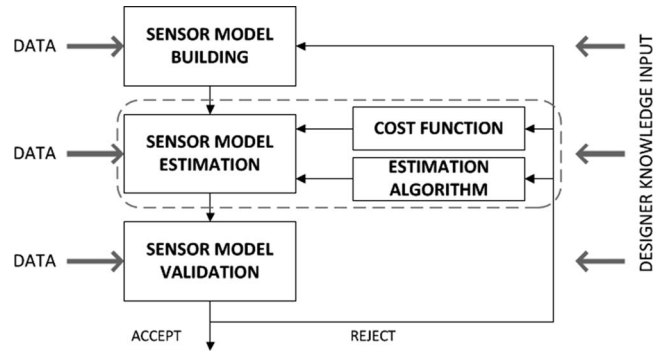 DATA
SENSOR MODEL
BUILDING
DATA
SENSOR MODEL
ESTIMATION
COST FUNCTION
ESTIMATION
ALGORITHM
DATA
SENSOR MODEL
VALIDATION
ACCEPT
REJECT
DESIGNER KNOWLEDGE INPUT